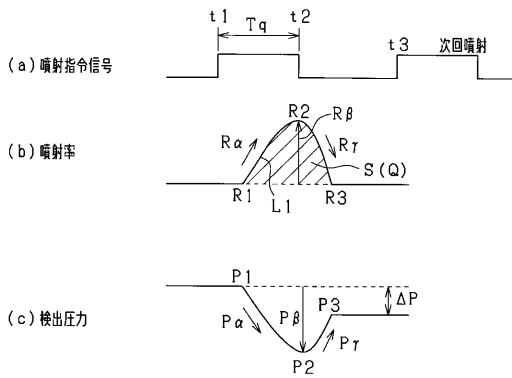 t1
t2
Tq
t3
次回噴射
(a)噴射指令信号
R2
Rβ
Rα
Rγ
(b)噴射率
S(Q)
R1
L1
R3
P1
ΔP
P3
Pα
Pβ
(c)検出圧力
Pγ
P2